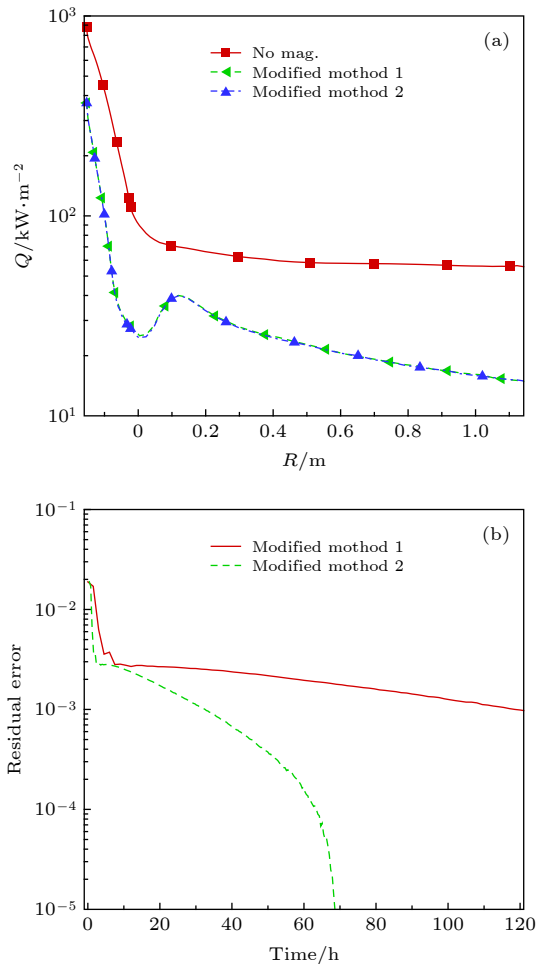 (a)
No mag.
Modified mothod 1
Modified mothod 2
10³
10²
10¹
Q/kW·m⁻²
0 0.2 0.4 0.6 0.8 1.0
R/m
(b)
Modified mothod 1
Modified mothod 2
10⁻¹
10⁻²
10⁻³
10⁻⁴
10⁻⁵
Residual error
0 20 40 60 80 100 120
Time/h